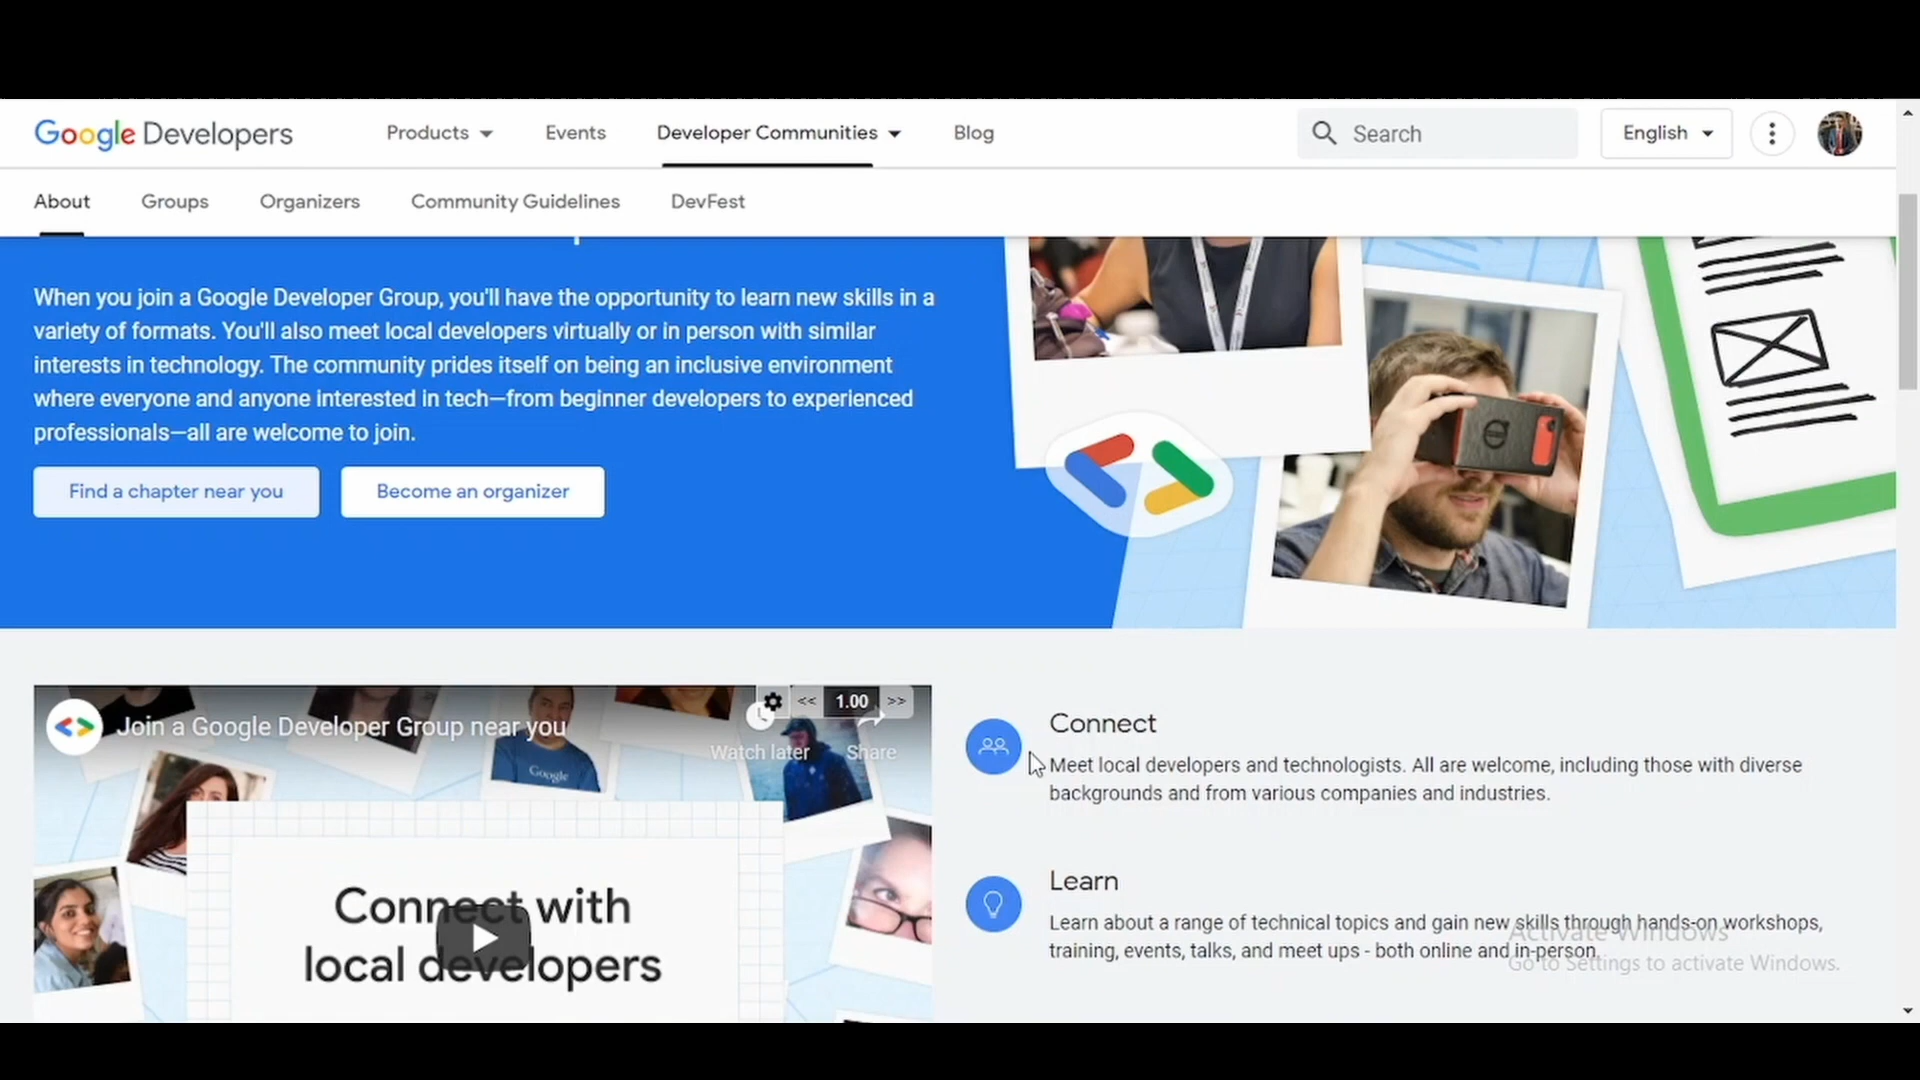 Google Developers
Products
Events
Developer Communities
Blog
Search
English
About
Groups
Organizers
Community Guidelines
DevFest
When you join a Google Developer Group, you'll have the opportunity to learn new skills in a
variety of formats. You'll also meet local developers virtually or in person with similar
interests in technology. The community prides itself on being an inclusive environment
where everyone and anyone interested in tech—from beginner developers to experienced
professionals—all are welcome to join.
Find a chapter near you
Become an organizer
Join a Google Developer Group near you
<< 1.00 >>
Watch later
Share
Google
Connect with
local developers
Connect
Meet local developers and technologists. All are welcome, including those with diverse
backgrounds and from various companies and industries.
Learn
Learn about a range of technical topics and gain new skills through hands-on workshops,
training, events, talks, and meet ups - both online and in-person.
Activate Windows
Go to Settings to activate Windows.